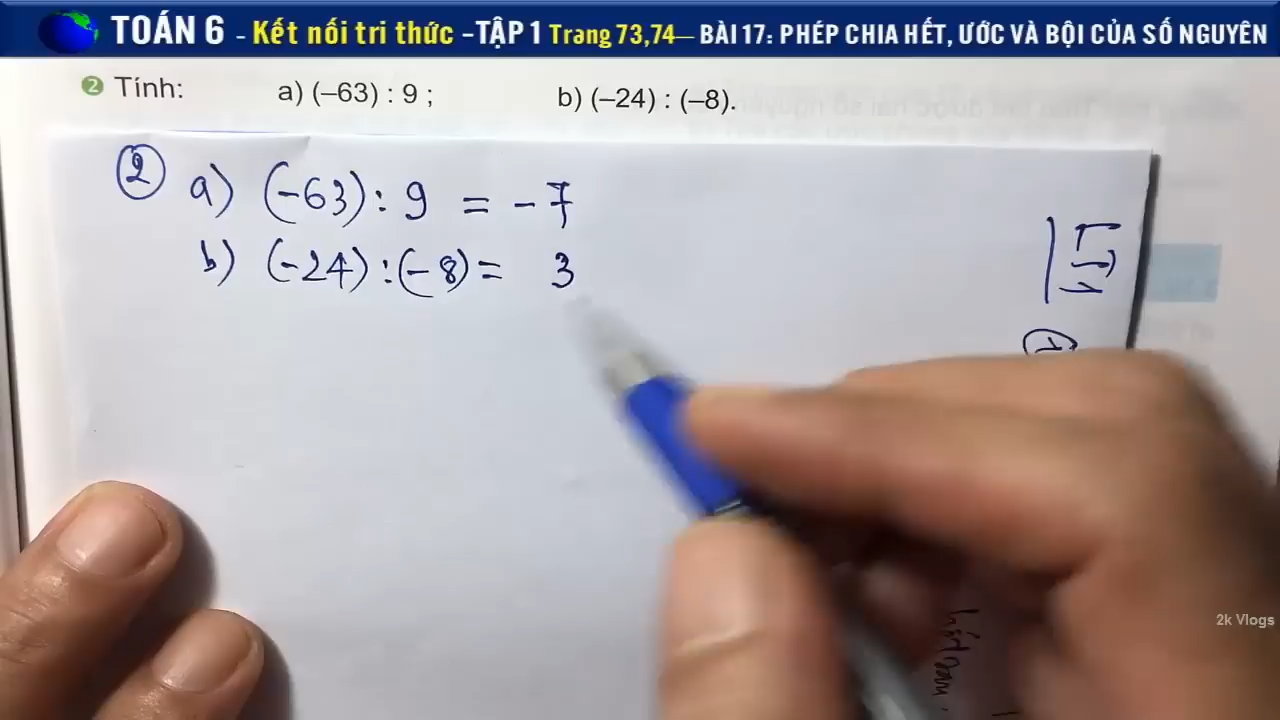 TOÁN 6 - Kết nối tri thức -TẬP 1 Trang 73,74— BÀI 17: PHÉP CHIA HẾT, ƯỚC VÀ BỘI CỦA SỐ NGUYÊN
2 Tính: a) (–63) : 9 ; b) (–24) : (–8).
2 a) (-63) : 9 = -7
b) (-24) : (-8) = 3
2k Vlogs